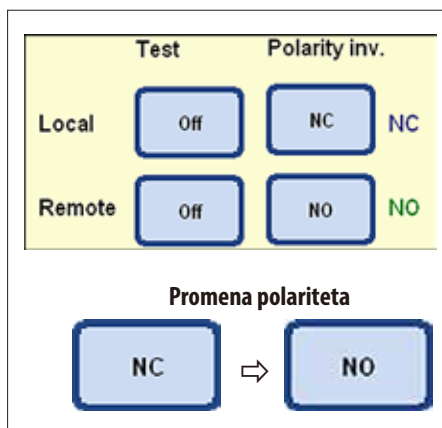 Test Polarity inv.
Local Off NC NC
Remote Off NO NO
Promena polariteta
NC ⇨ NO